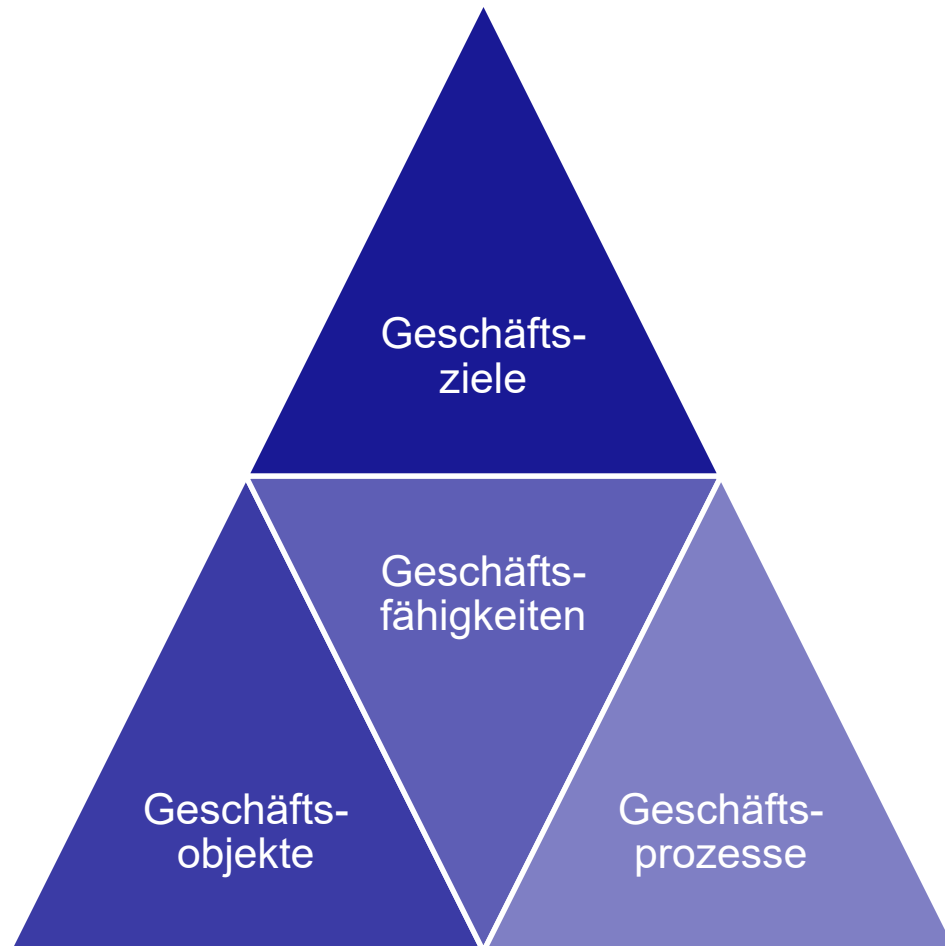 Geschäfts-
ziele
Geschäfts-
fähigkeiten
Geschäfts-
objekte
Geschäfts-
prozesse